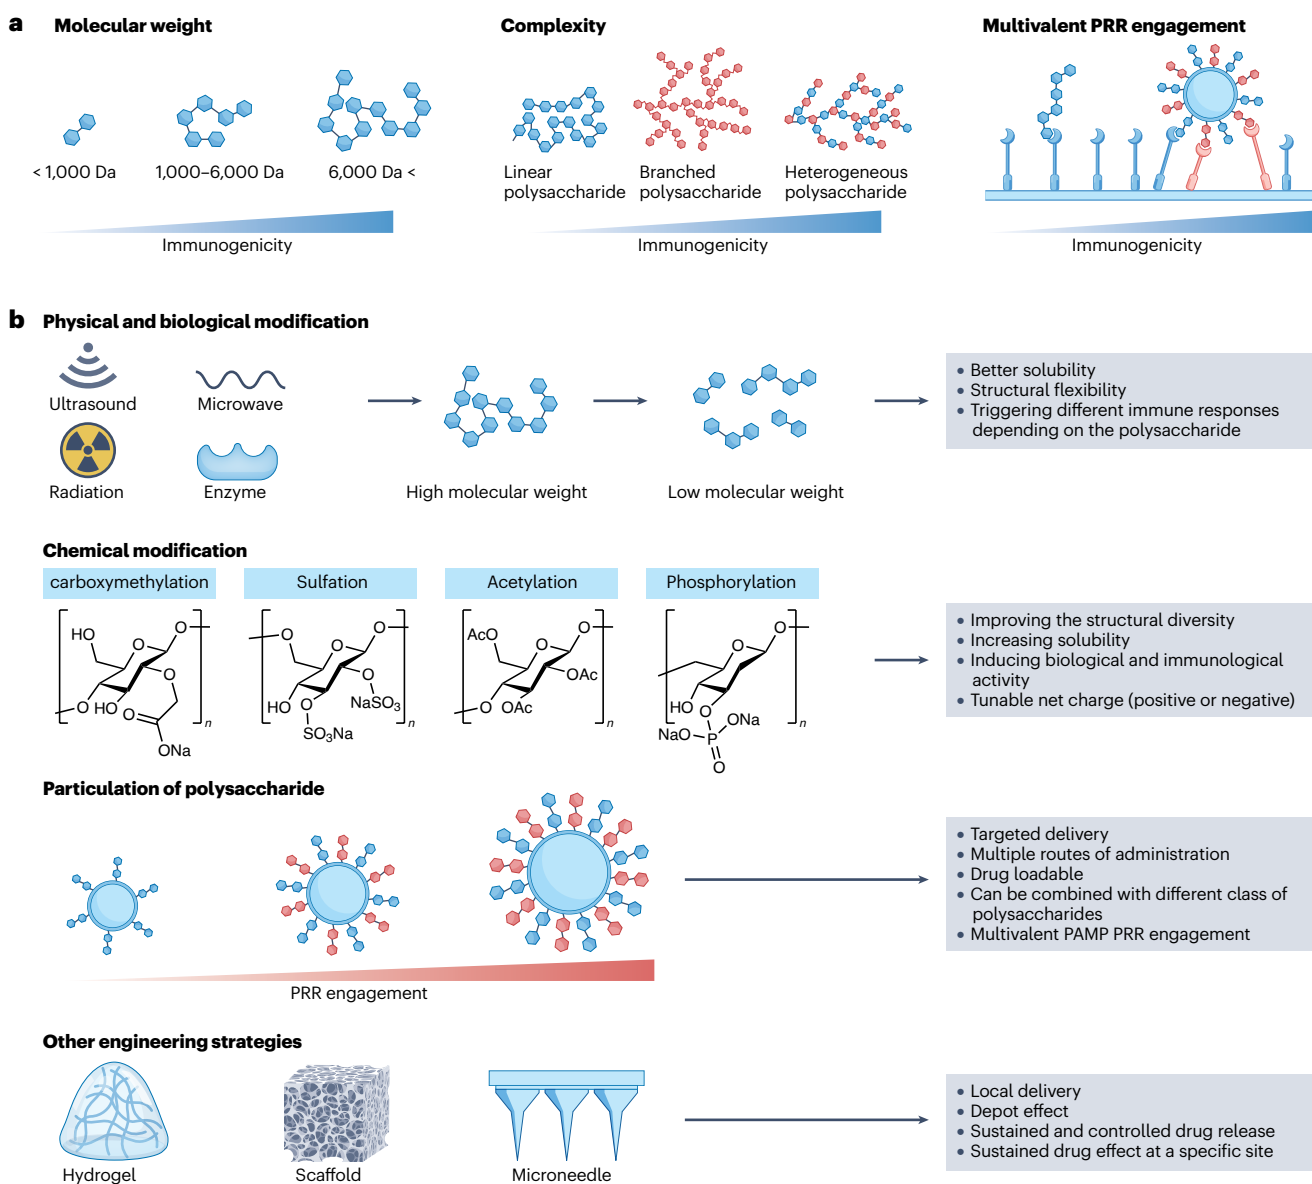 a
Molecular weight
< 1,000 Da
1,000–6,000 Da
6,000 Da <
Immunogenicity
Complexity
Linear
polysaccharide
Branched
polysaccharide
Heterogeneous
polysaccharide
Immunogenicity
Multivalent PRR engagement
Immunogenicity
b
Physical and biological modification
Ultrasound
Microwave
Radiation
Enzyme
High molecular weight
Low molecular weight
• Better solubility
• Structural flexibility
• Triggering different immune responses
depending on the polysaccharide
Chemical modification
carboxymethylation
HO
O
O
O
O
HO
O
ONa
n
Sulfation
O
O
O
O
HO
O
NaSO3
SO3Na
n
Acetylation
AcO
O
O
OAc
O
OAc
n
Phosphorylation
O
O
HO
O
ONa
NaO
P
O
n
• Improving the structural diversity
• Increasing solubility
• Inducing biological and immunological
activity
• Tunable net charge (positive or negative)
Particulation of polysaccharide
PRR engagement
• Targeted delivery
• Multiple routes of administration
• Drug loadable
• Can be combined with different class of
polysaccharides
• Multivalent PAMP PRR engagement
Other engineering strategies
Hydrogel
Scaffold
Microneedle
• Local delivery
• Depot effect
• Sustained and controlled drug release
• Sustained drug effect at a specific site